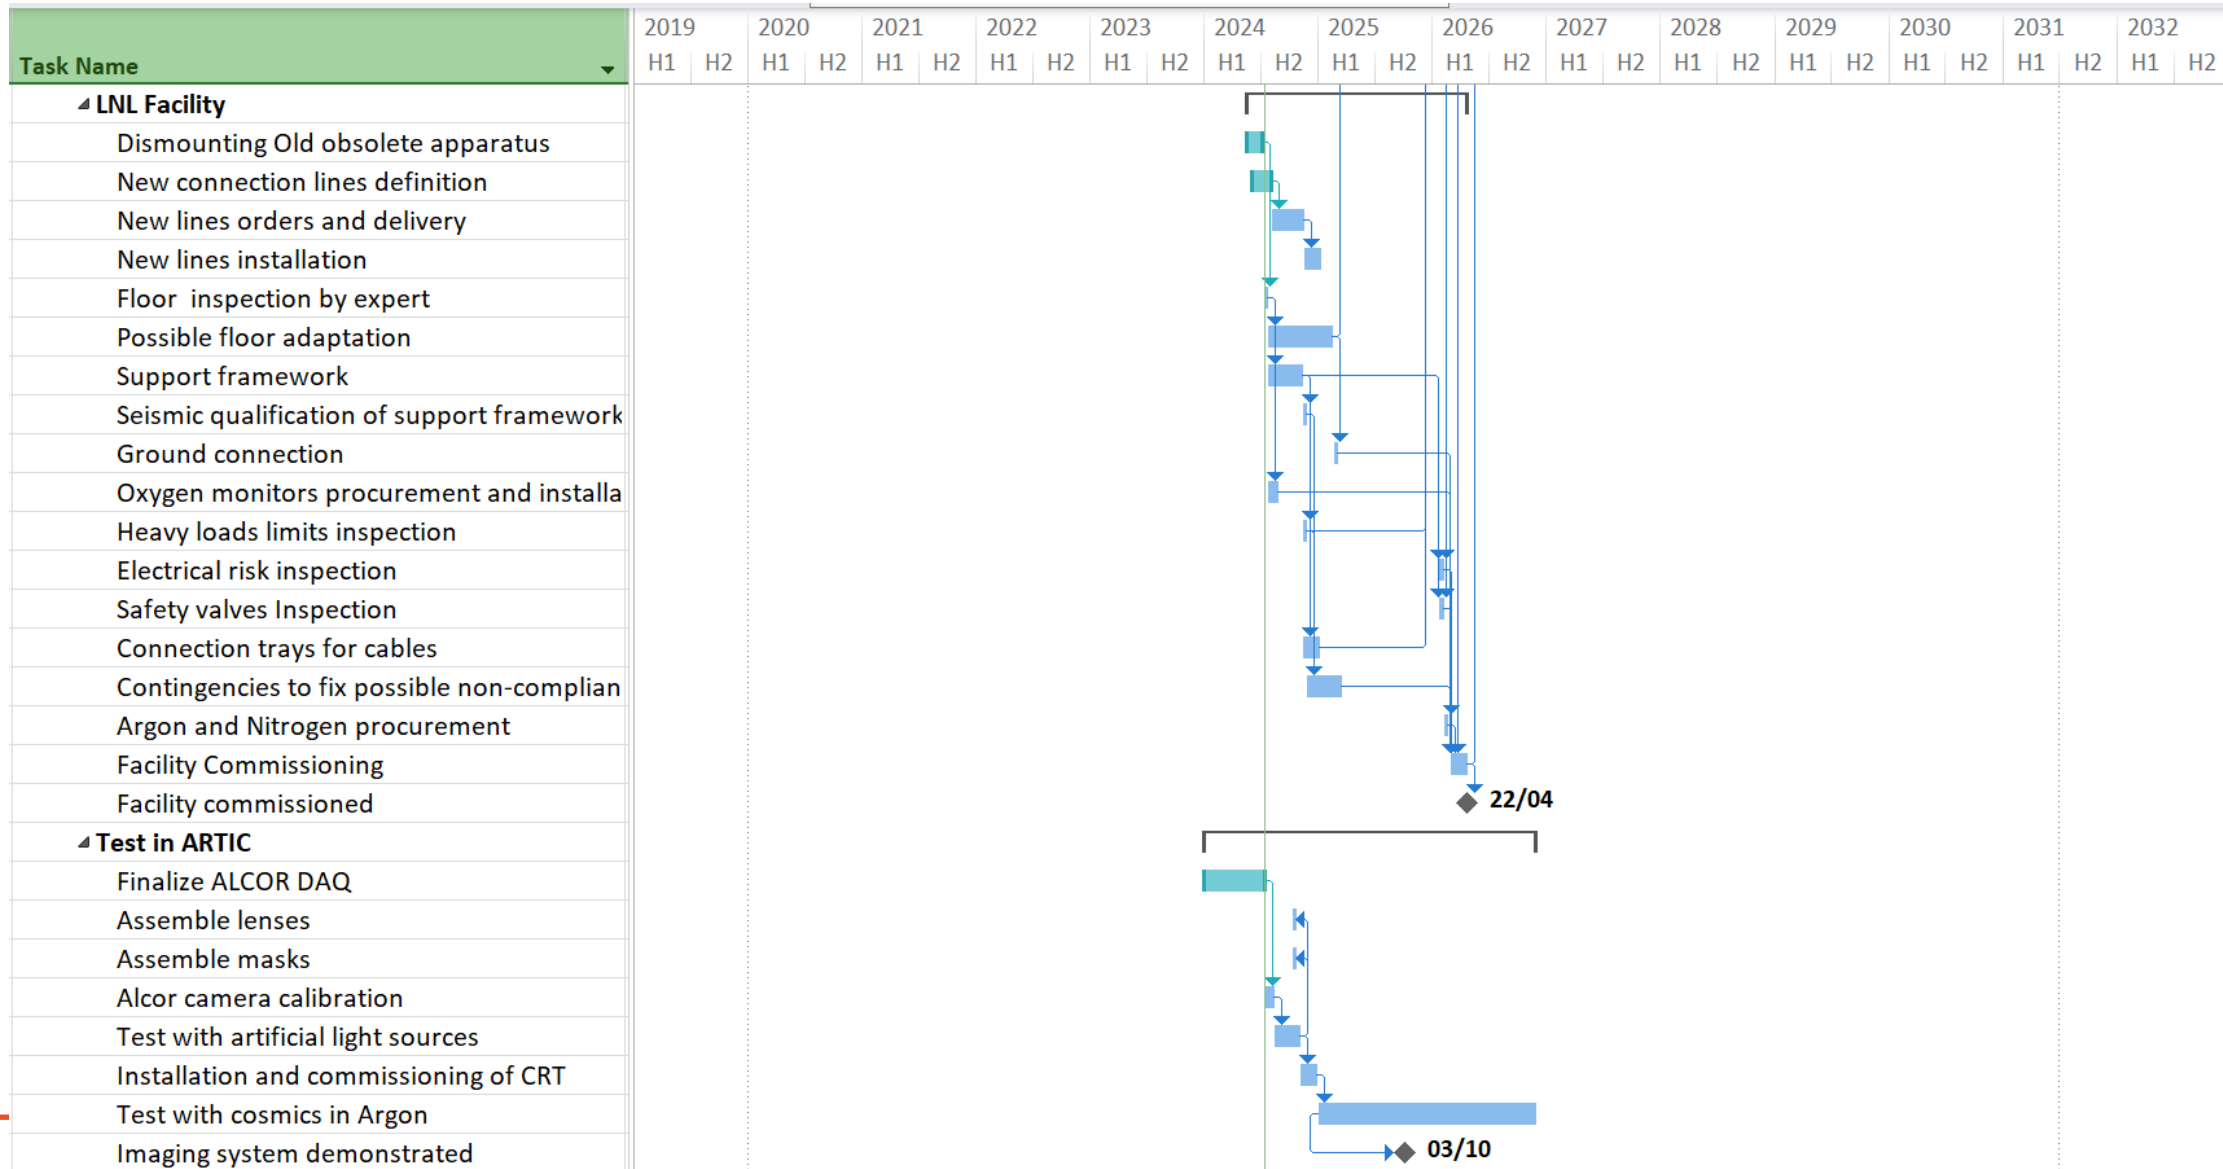 2019 2020 2021 2022 2023 2024 2025 2026 2027 2028 2029 2030 2031 2032
Task Name H1 H2 H1 H2 H1 H2 H1 H2 H1 H2 H1 H2 H1 H2 H1 H2 H1 H2 H1 H2 H1 H2 H1 H2 H1 H2 H1 H2
LNL Facility
Dismounting Old obsolete apparatus
New connection lines definition
New lines orders and delivery
New lines installation
Floor inspection by expert
Possible floor adaptation
Support framework
Seismic qualification of support framework
Ground connection
Oxygen monitors procurement and installa
Heavy loads limits inspection
Electrical risk inspection
Safety valves Inspection
Connection trays for cables
Contingencies to fix possible non-complian
Argon and Nitrogen procurement
Facility Commissioning
Facility commissioned 22/04
Test in ARTIC
Finalize ALCOR DAQ
Assemble lenses
Assemble masks
Alcor camera calibration
Test with artificial light sources
Installation and commissioning of CRT
Test with cosmics in Argon
Imaging system demonstrated 03/10